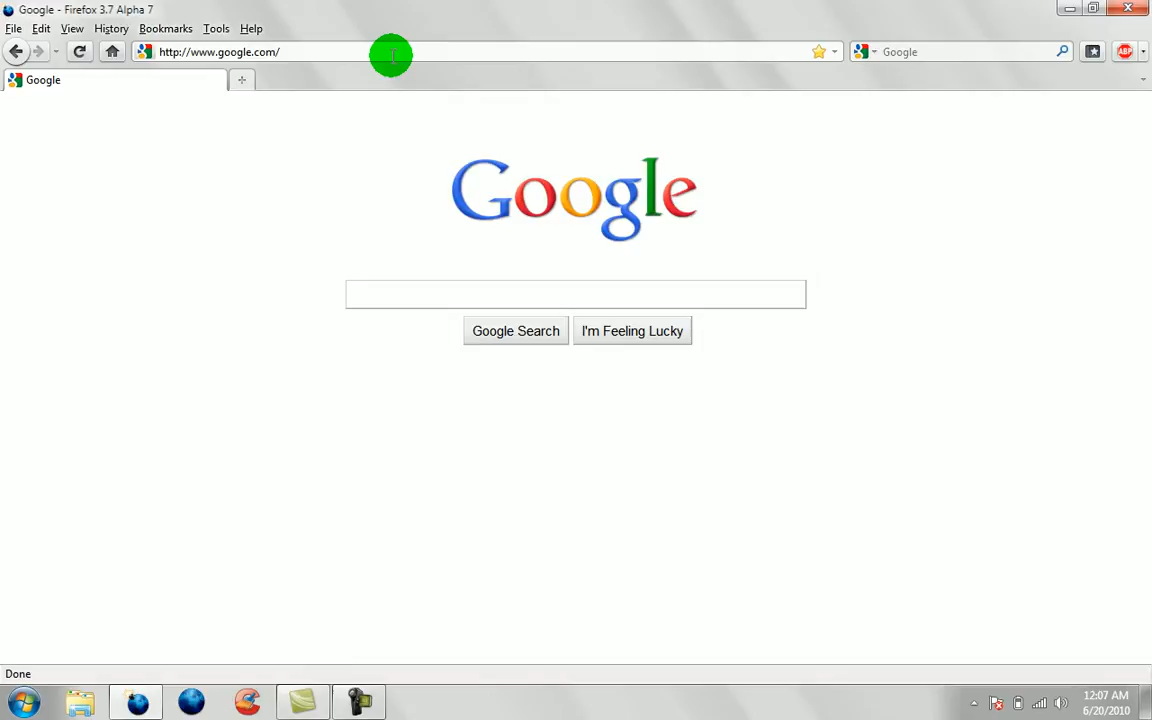 Google - Firefox 3.7 Alpha 7
File Edit View History Bookmarks Tools Help
http://www.google.com/ Google ABP
Google
Google
Google Search I'm Feeling Lucky
Done
12:07 AM
6/20/2010